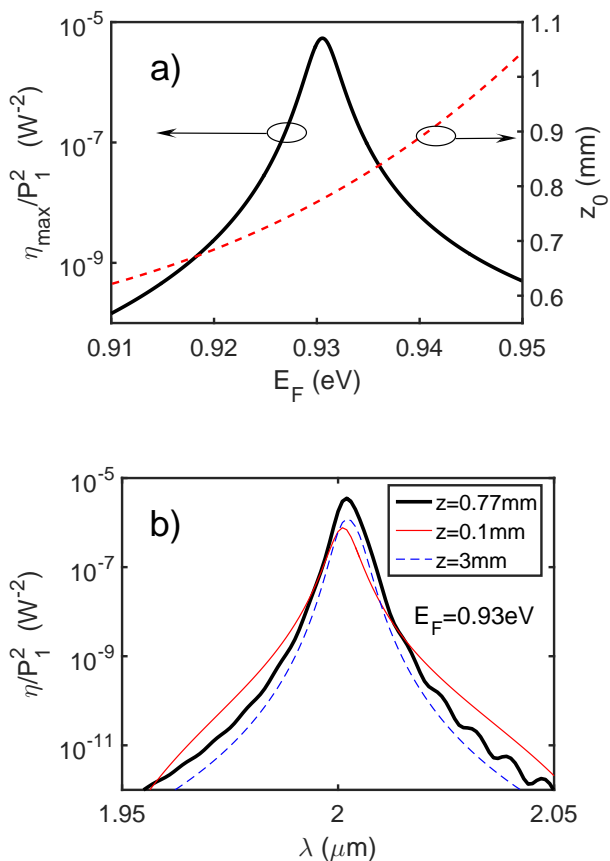 a)
η_max/P_1^2 (W^-2)
10^-5
10^-7
10^-9
1.1
1
0.9
0.8
0.7
0.6
z_0 (mm)
0.91 0.92 0.93 0.94 0.95
E_F (eV)
b)
η/P_1^2 (W^-2)
10^-5
10^-7
10^-9
10^-11
z=0.77mm
z=0.1mm
z=3mm
E_F=0.93eV
1.95 2 2.05
λ (μm)